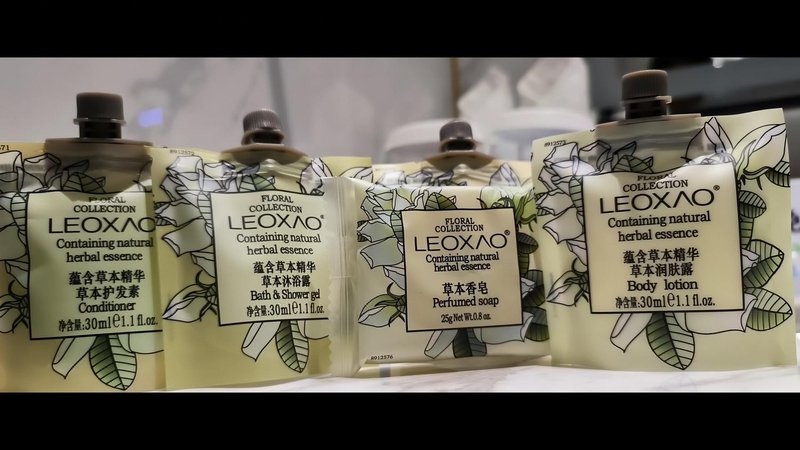 571
COLLECTION
LEOXAO
Containing natural
herbal essence
蕴含草本精华
草本护发素
Conditioner
净含量:30ml℮1.1 fl.oz.
R912575
FLORAL
COLLECTION
LEOXAO®
Containing natural
herbal essence
蕴含草本精华
草本沐浴露
Bath & Shower gel
净含量:30ml℮1.1 fl.oz.
FLORAL
COLLECTION
LEOXAO®
Containing natural
herbal essence
草本香皂
Perfumed soap
25g Net Wt.0.8 oz.
R912576
R912573
FLORAL
COLLECTION
LEOXAO®
Containing natural
herbal essence
蕴含草本精华
草本润肤露
Body lotion
净含量:30ml℮1.1 fl.oz.